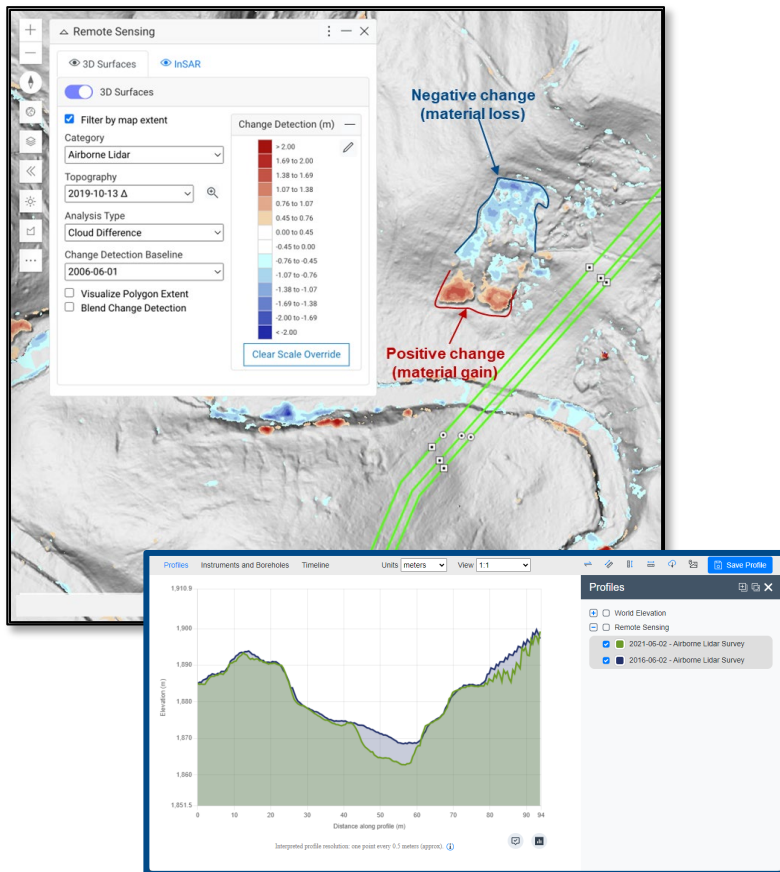 Remote Sensing
3D Surfaces
InSAR
3D Surfaces
Filter by map extent
Category
Airborne Lidar
Topography
2019-10-13 Δ
Analysis Type
Cloud Difference
Change Detection Baseline
2006-06-01
Visualize Polygon Extent
Blend Change Detection
Change Detection (m)
> 2.00
1.69 to 2.00
1.38 to 1.69
1.07 to 1.38
0.76 to 1.07
0.45 to 0.76
0.00 to 0.45
-0.45 to 0.00
-0.76 to -0.45
-1.07 to -0.76
-1.38 to -1.07
-1.69 to -1.38
-2.00 to -1.69
< -2.00
Clear Scale Override
Negative change
(material loss)
Positive change
(material gain)
Profiles
Instruments and Boreholes
Timeline
Units
meters
View
1:1
Save Profile
1,910.9
1,900
1,890
1,880
1,870
1,860
1,851.5
Elevation (m)
0 10 20 30 40 50 60 70 80 90 94
Distance along profile (m)
Interpreted profile resolution: one point every 0.5 meters (approx).
Profiles
World Elevation
Remote Sensing
2021-06-02 - Airborne Lidar Survey
2016-06-02 - Airborne Lidar Survey